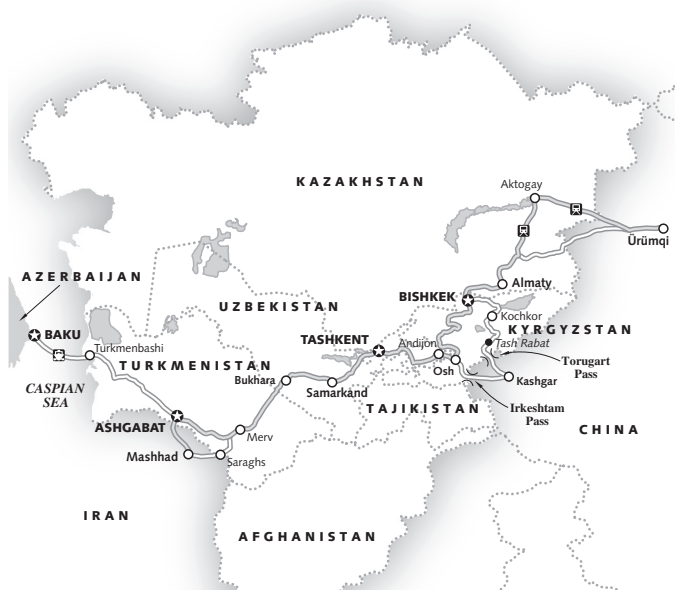 KAZAKHSTAN
Aktogay
Ürümqi
AZERBAIJAN
Almaty
BISHKEK
UZBEKISTAN
Kochkor
KYRGYZSTAN
BAKU
TASHKENT
Andijon
Tash Rabat
Turkmenbashi
TURKMENISTAN
Osh
Torugart
Pass
CASPIAN
SEA
Bukhara
Samarkand
Kashgar
TAJIKISTAN
Irkeshtam
Pass
ASHGABAT
CHINA
Merv
Mashhad
Saraghs
IRAN
AFGHANISTAN